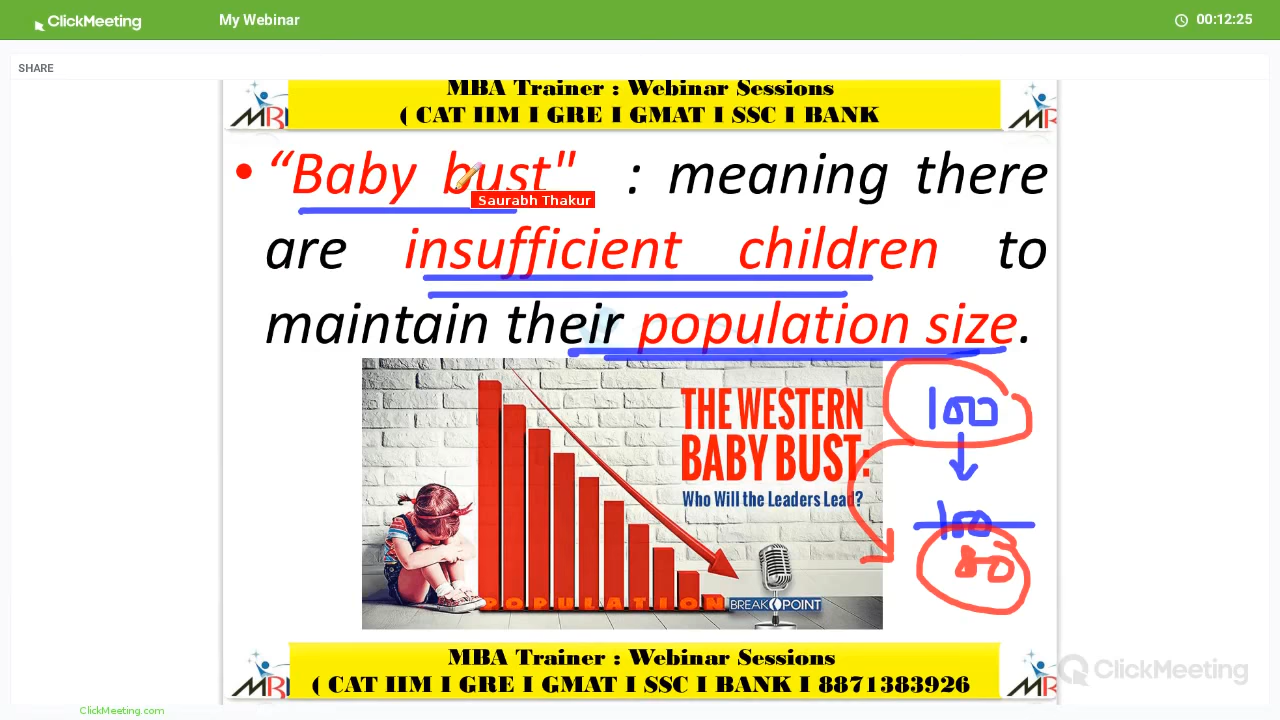 ClickMeeting
My Webinar
00:12:25
SHARE
MBA Trainer : Webinar Sessions
( CAT IIM I GRE I GMAT I SSC I BANK
• “Baby bust" : meaning there
Saurabh Thakur
are insufficient children to
maintain their population size.
THE WESTERN
BABY BUST:
Who Will the Leaders Lead?
100
100
80
POPULATION
BREAKPOINT
MBA Trainer : Webinar Sessions
( CAT IIM I GRE I GMAT I SSC I BANK I 8871383926
ClickMeeting
ClickMeeting.com